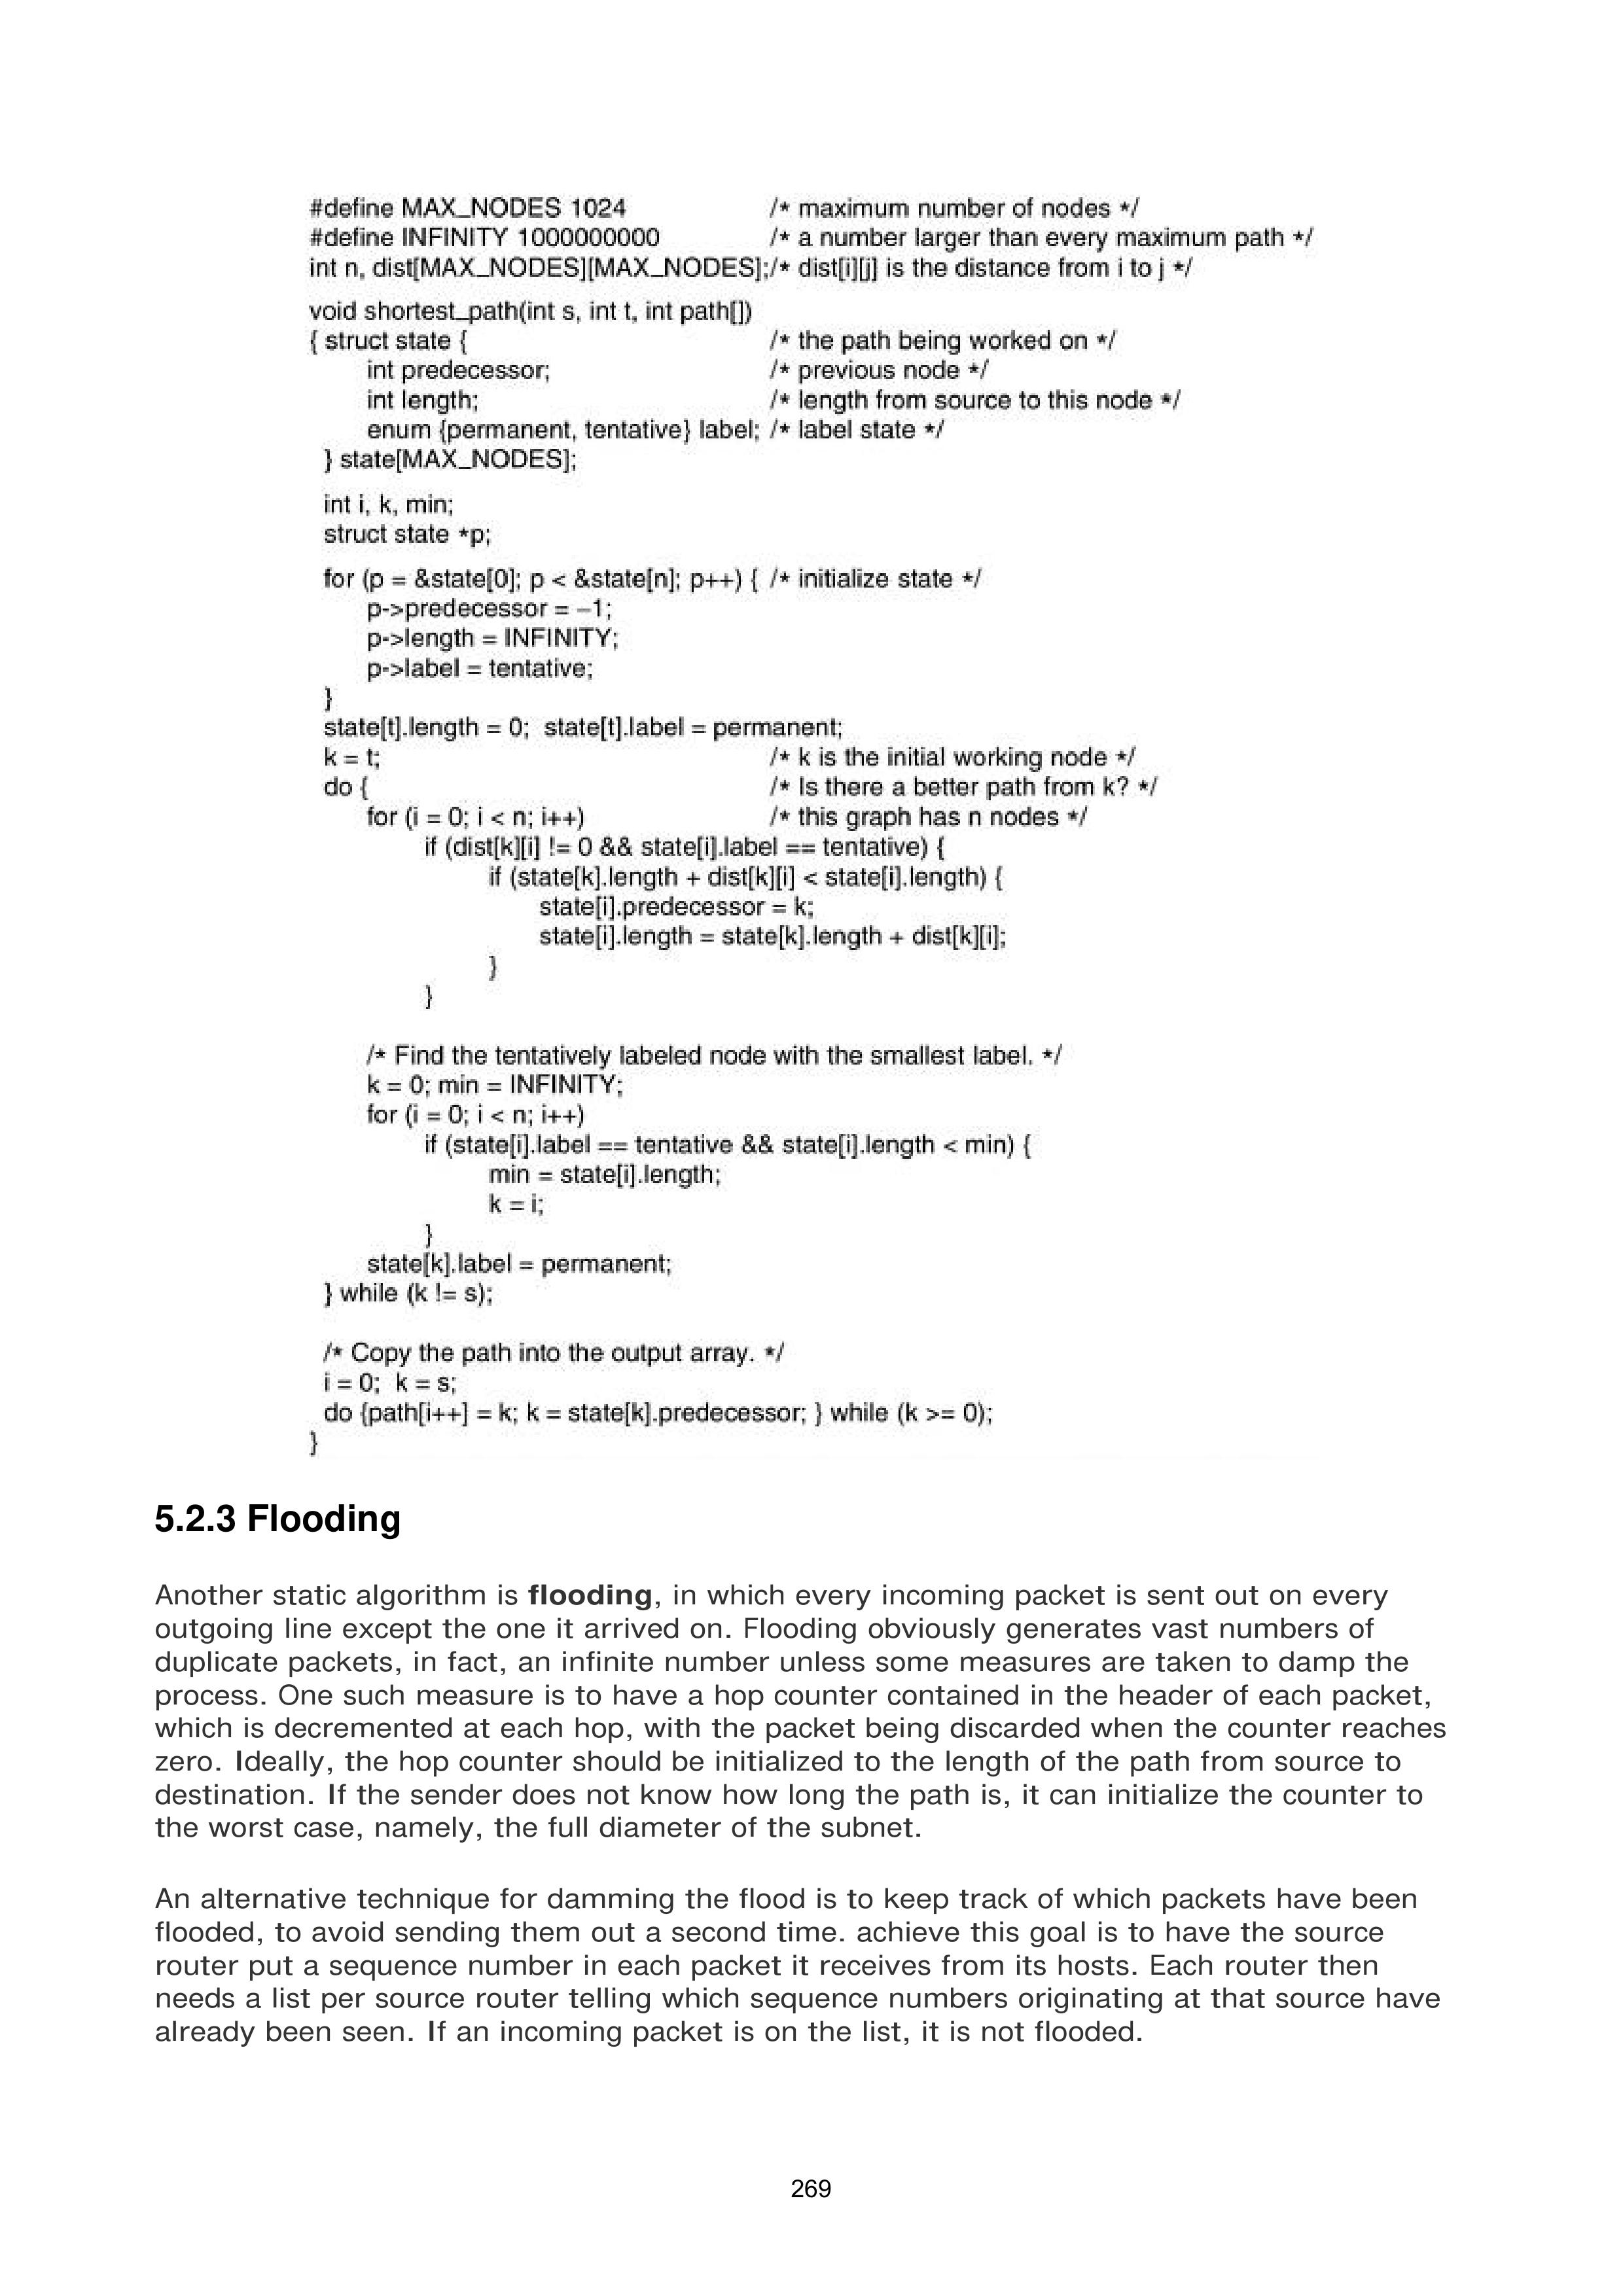 #define MAX_NODES 1024 /* maximum number of nodes */
#define INFINITY 1000000000 /* a number larger than every maximum path */
int n, dist[MAX_NODES][MAX_NODES];/* dist[i][j] is the distance from i to j */
void shortest_path(int s, int t, int path[])
{ struct state { /* the path being worked on */
int predecessor; /* previous node */
int length; /* length from source to this node */
enum {permanent, tentative} label; /* label state */
} state[MAX_NODES];
int i, k, min;
struct state *p;
for (p = &state[0]; p < &state[n]; p++) { /* initialize state */
p->predecessor = −1;
p->length = INFINITY;
p->label = tentative;
}
state[t].length = 0; state[t].label = permanent;
k = t; /* k is the initial working node */
do { /* Is there a better path from k? */
for (i = 0; i < n; i++) /* this graph has n nodes */
if (dist[k][i] != 0 && state[i].label == tentative) {
if (state[k].length + dist[k][i] < state[i].length) {
state[i].predecessor = k;
state[i].length = state[k].length + dist[k][i];
}
}
/* Find the tentatively labeled node with the smallest label. */
k = 0; min = INFINITY;
for (i = 0; i < n; i++)
if (state[i].label == tentative && state[i].length < min) {
min = state[i].length;
k = i;
}
state[k].label = permanent;
} while (k != s);
/* Copy the path into the output array. */
i = 0; k = s;
do {path[i++] = k; k = state[k].predecessor; } while (k >= 0);
}
5.2.3 Flooding
Another static algorithm is flooding, in which every incoming packet is sent out on every
outgoing line except the one it arrived on. Flooding obviously generates vast numbers of
duplicate packets, in fact, an infinite number unless some measures are taken to damp the
process. One such measure is to have a hop counter contained in the header of each packet,
which is decremented at each hop, with the packet being discarded when the counter reaches
zero. Ideally, the hop counter should be initialized to the length of the path from source to
destination. If the sender does not know how long the path is, it can initialize the counter to
the worst case, namely, the full diameter of the subnet.
An alternative technique for damming the flood is to keep track of which packets have been
flooded, to avoid sending them out a second time. achieve this goal is to have the source
router put a sequence number in each packet it receives from its hosts. Each router then
needs a list per source router telling which sequence numbers originating at that source have
already been seen. If an incoming packet is on the list, it is not flooded.
269